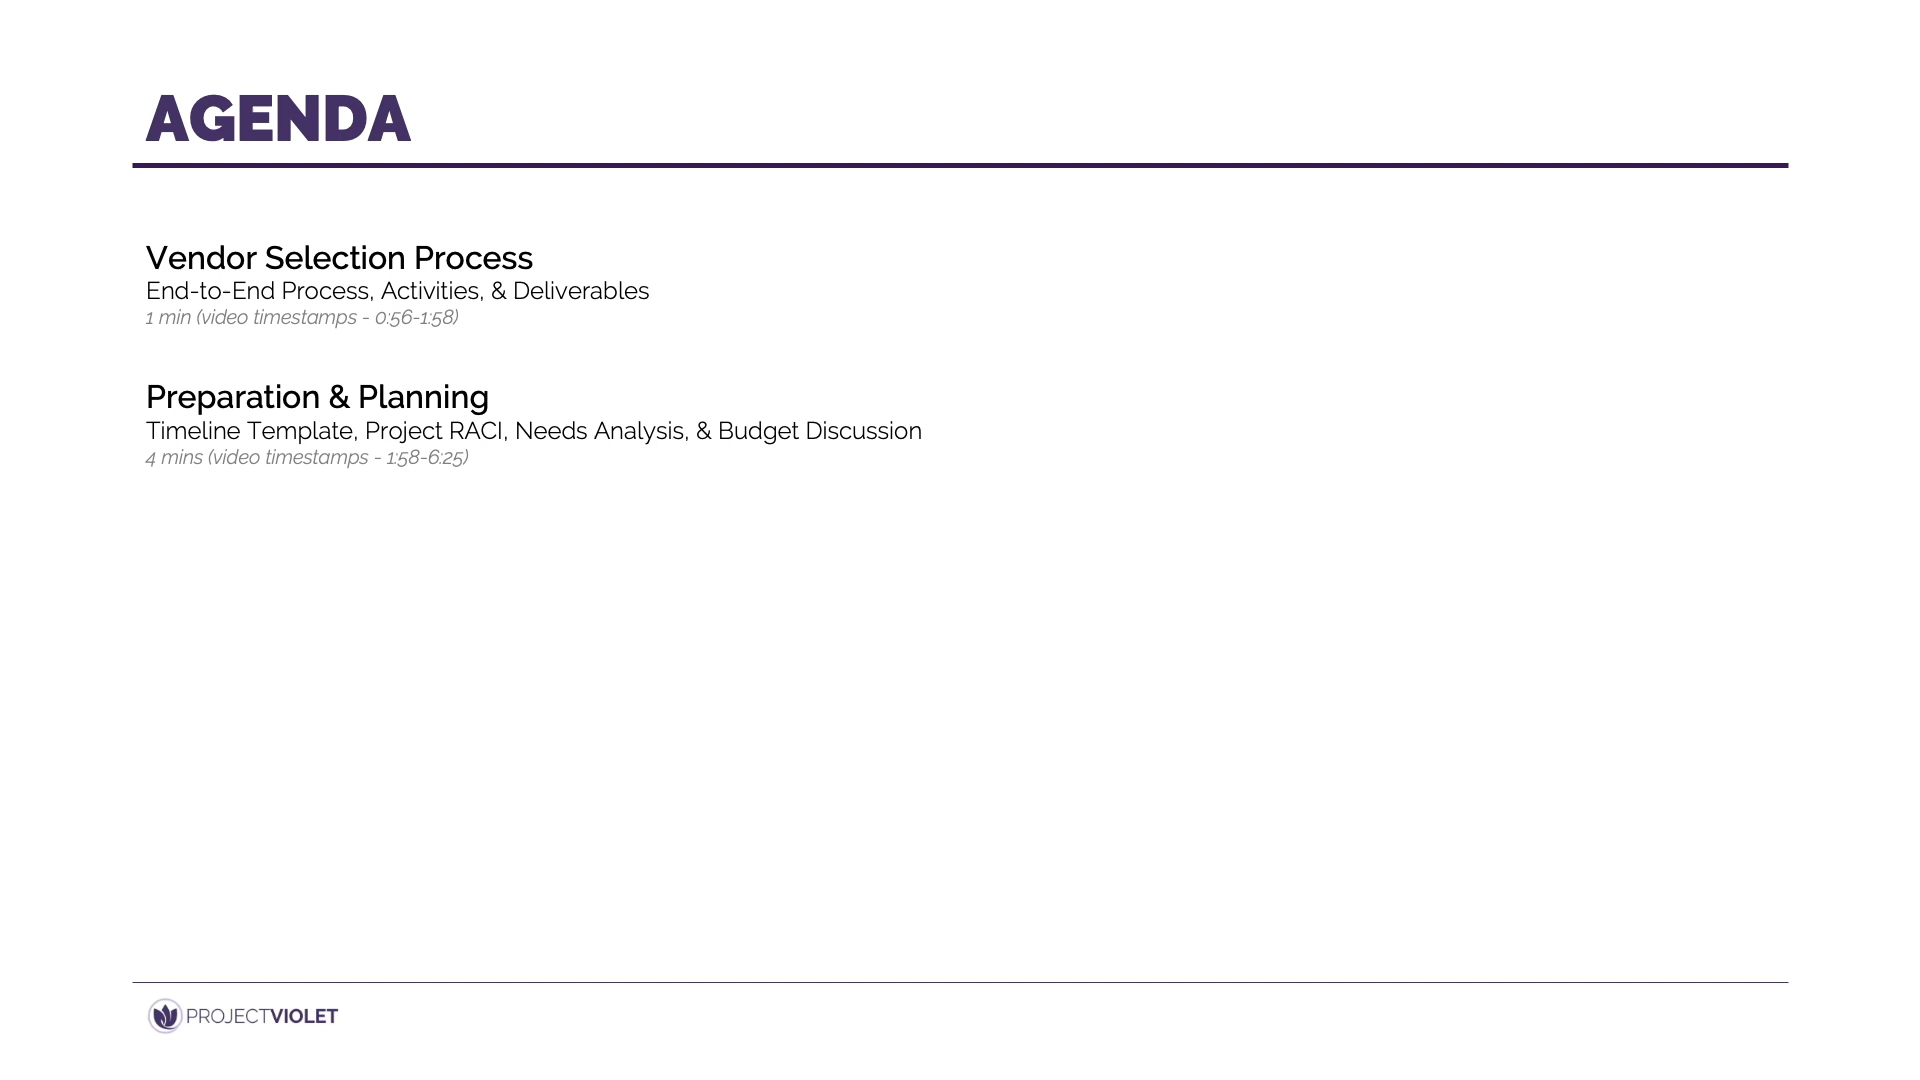 AGENDA
Vendor Selection Process
End-to-End Process, Activities, & Deliverables
1 min (video timestamps - 0:56-1:58)
Preparation & Planning
Timeline Template, Project RACI, Needs Analysis, & Budget Discussion
4 mins (video timestamps - 1:58-6:25)
PROJECTVIOLET